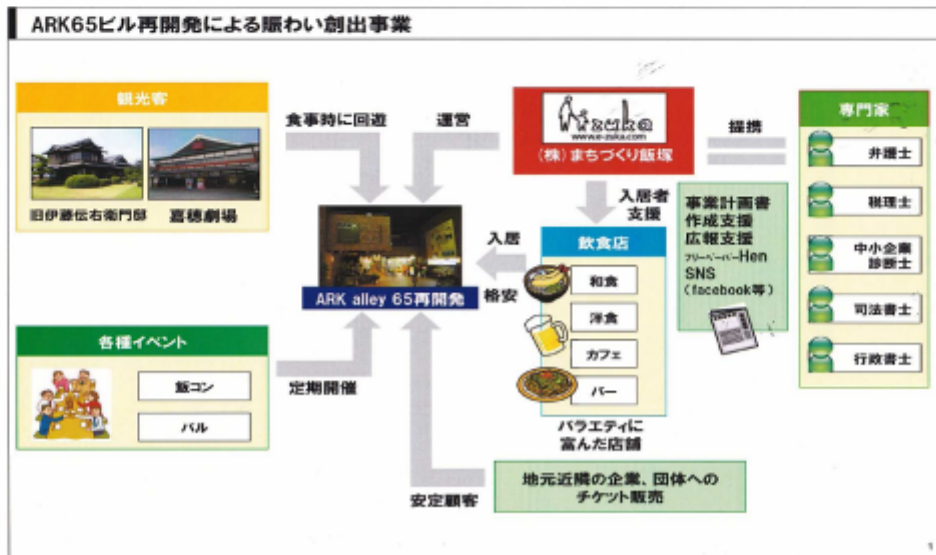 ARK65ビル再開発による賑わい創出事業
観光客
旧伊藤伝右衛門邸
嘉穂劇場
食事時に回遊
運営
izuka
www.e-zuka.com
(株)まちづくり飯塚
提携
専門家
弁護士
税理士
中小企業
診断士
司法書士
行政書士
入居者
支援
事業計画書
作成支援
広報支援
フリーペーパーHen
SNS
(facebook等)
入居
格安
飲食店
和食
洋食
カフェ
バー
バラエティに
富んだ店舗
ARK alley 65再開発
各種イベント
飯コン
バル
定期開催
安定顧客
地元近隣の企業、団体への
チケット販売
1